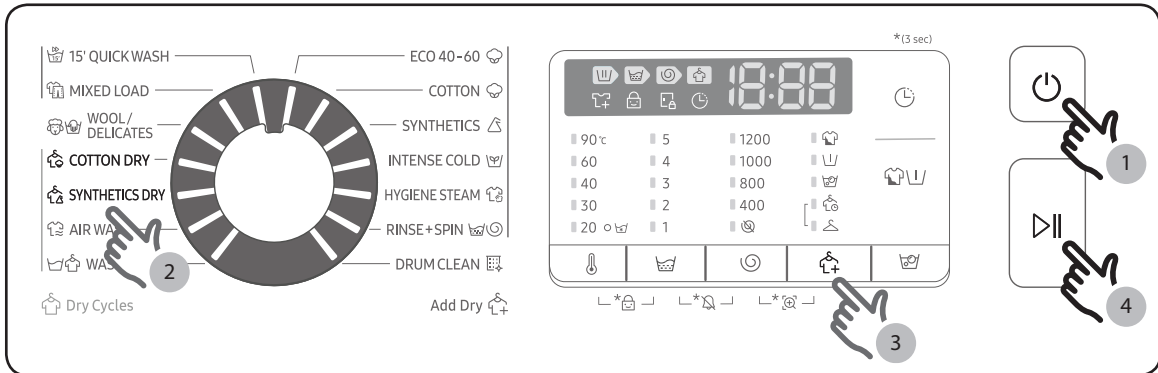 *(3 sec)
15' QUICK WASH
ECO 40-60
MIXED LOAD
COTTON
WOOL/
DELICATES
SYNTHETICS
COTTON DRY
INTENSE COLD
SYNTHETICS DRY
HYGIENE STEAM
AIR WA
RINSE+SPIN
WAS
DRUM CLEAN
Dry Cycles
Add Dry
18:88
90℃ 5 1200
60 4 1000
40 3 800
30 2 400
20 1
* * *
1
2
3
4